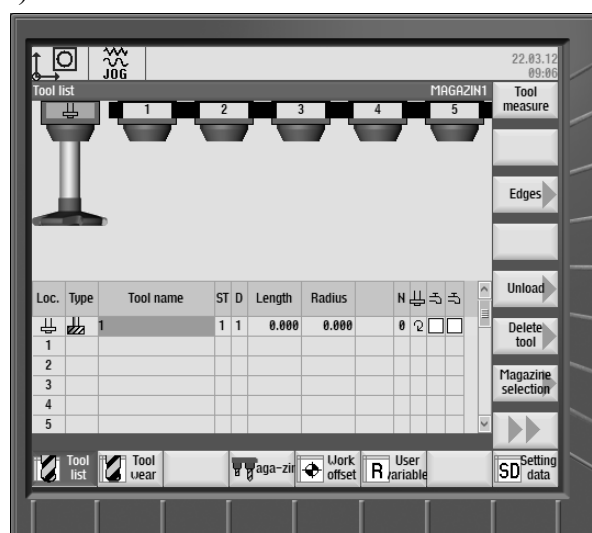 JOG
22.03.12
09:06
Tool list MAGAZIN1
1 2 3 4 5
Tool measure
Edges
Unload
Delete tool
Magazine selection
Loc. Type Tool name ST D Length Radius N
1 1 1 0.000 0.000 0
1
2
3
4
5
Tool list
Tool wear
aga-zin
Work offset
R User variable
SD Setting data